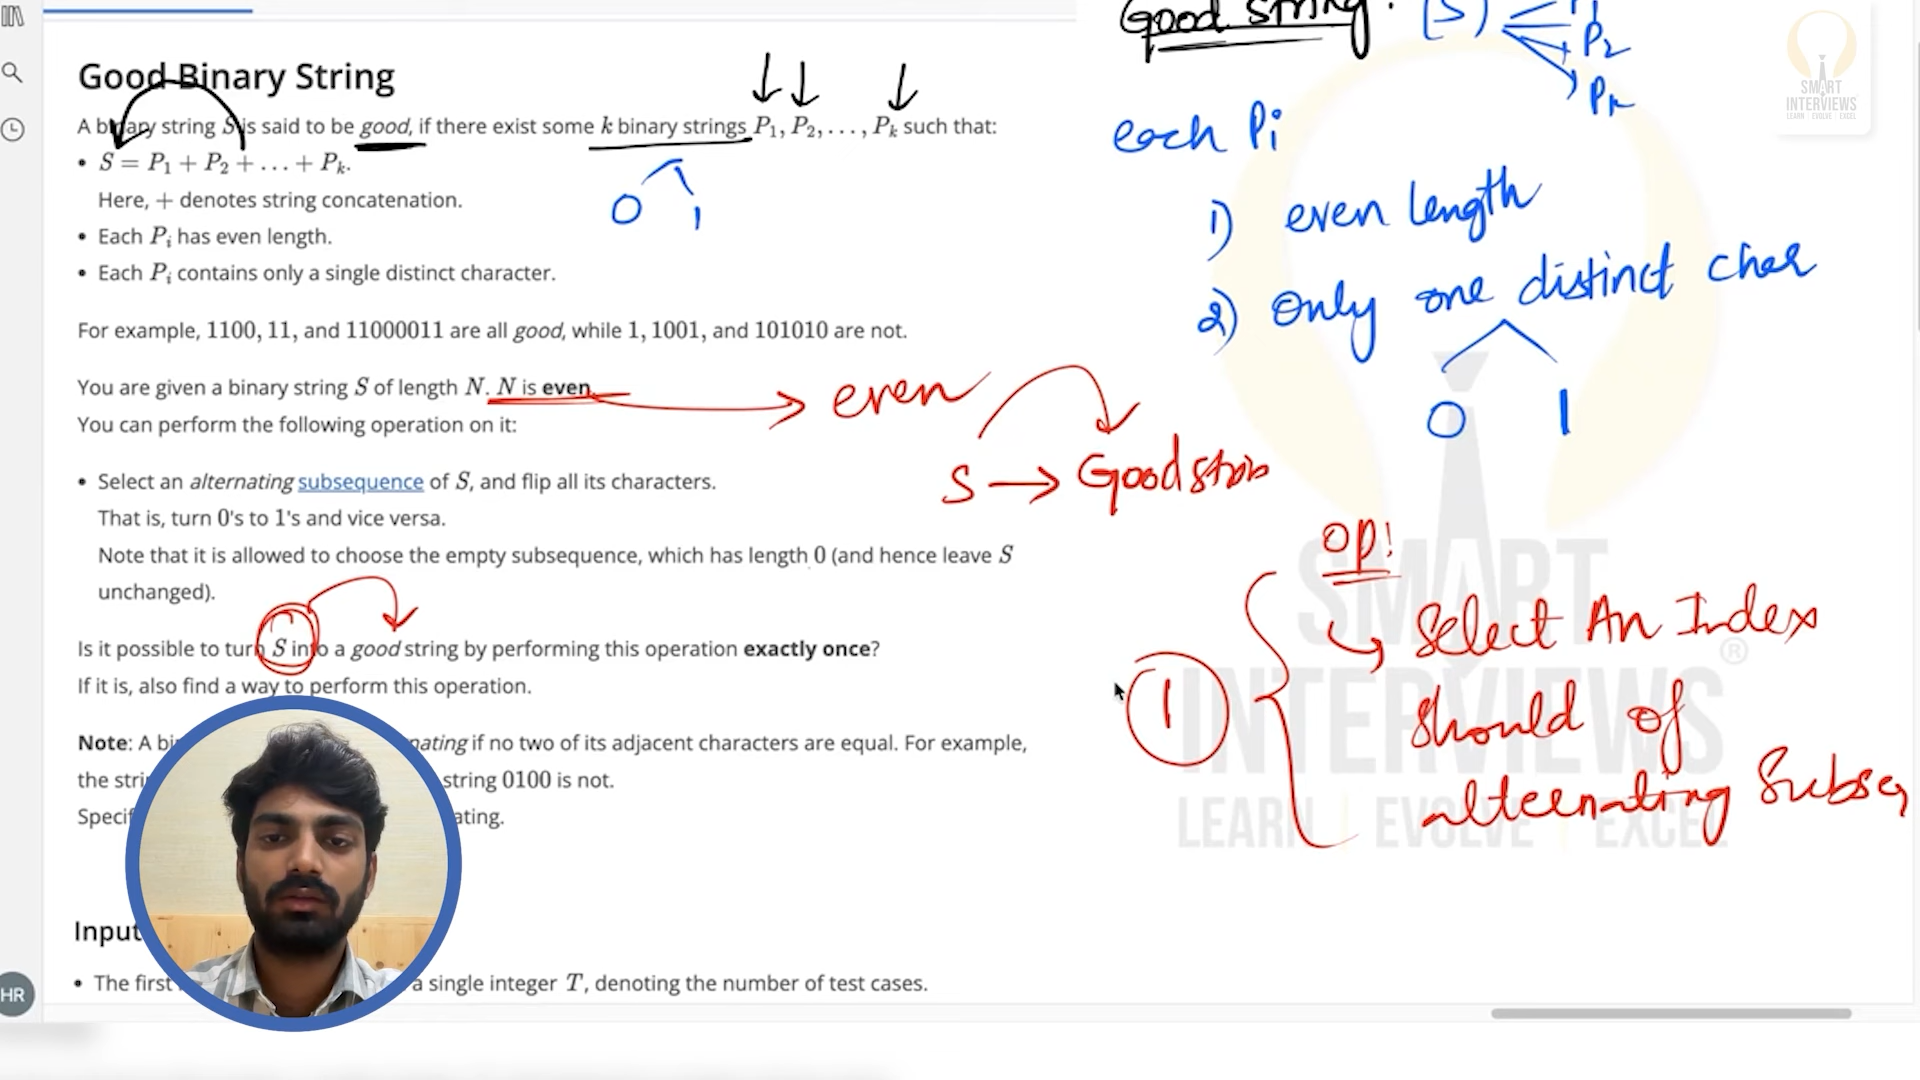 Good Binary String
A binary string S is said to be good, if there exist some k binary strings P1, P2, . . . , Pk such that:
• S = P1 + P2 + . . . + Pk.
Here, + denotes string concatenation.
0 1
• Each Pi has even length.
• Each Pi contains only a single distinct character.
For example, 1100, 11, and 11000011 are all good, while 1, 1001, and 101010 are not.
You are given a binary string S of length N. N is even.
You can perform the following operation on it:
• Select an alternating subsequence of S, and flip all its characters.
That is, turn 0's to 1's and vice versa.
Note that it is allowed to choose the empty subsequence, which has length 0 (and hence leave S
unchanged).
Is it possible to turn S into a good string by performing this operation exactly once?
If it is, also find a way to perform this operation.
Note: A
if no two of its adjacent characters are equal. For example,
the
string 0100 is not.
Input
• The first
a single integer T, denoting the number of test cases.
HR
Good String: [S]
P2
Pk
each Pi
1) even length
2) only one distinct char
0 1
even
S → Good
OP!
1
Select An Index
Should of
alternating Subseq
SMART
INTERVIEWS
LEARN | EVOLVE | EXCEL
SMART
INTERVIEWS®
LEARN | EVOLVE | EXCEL